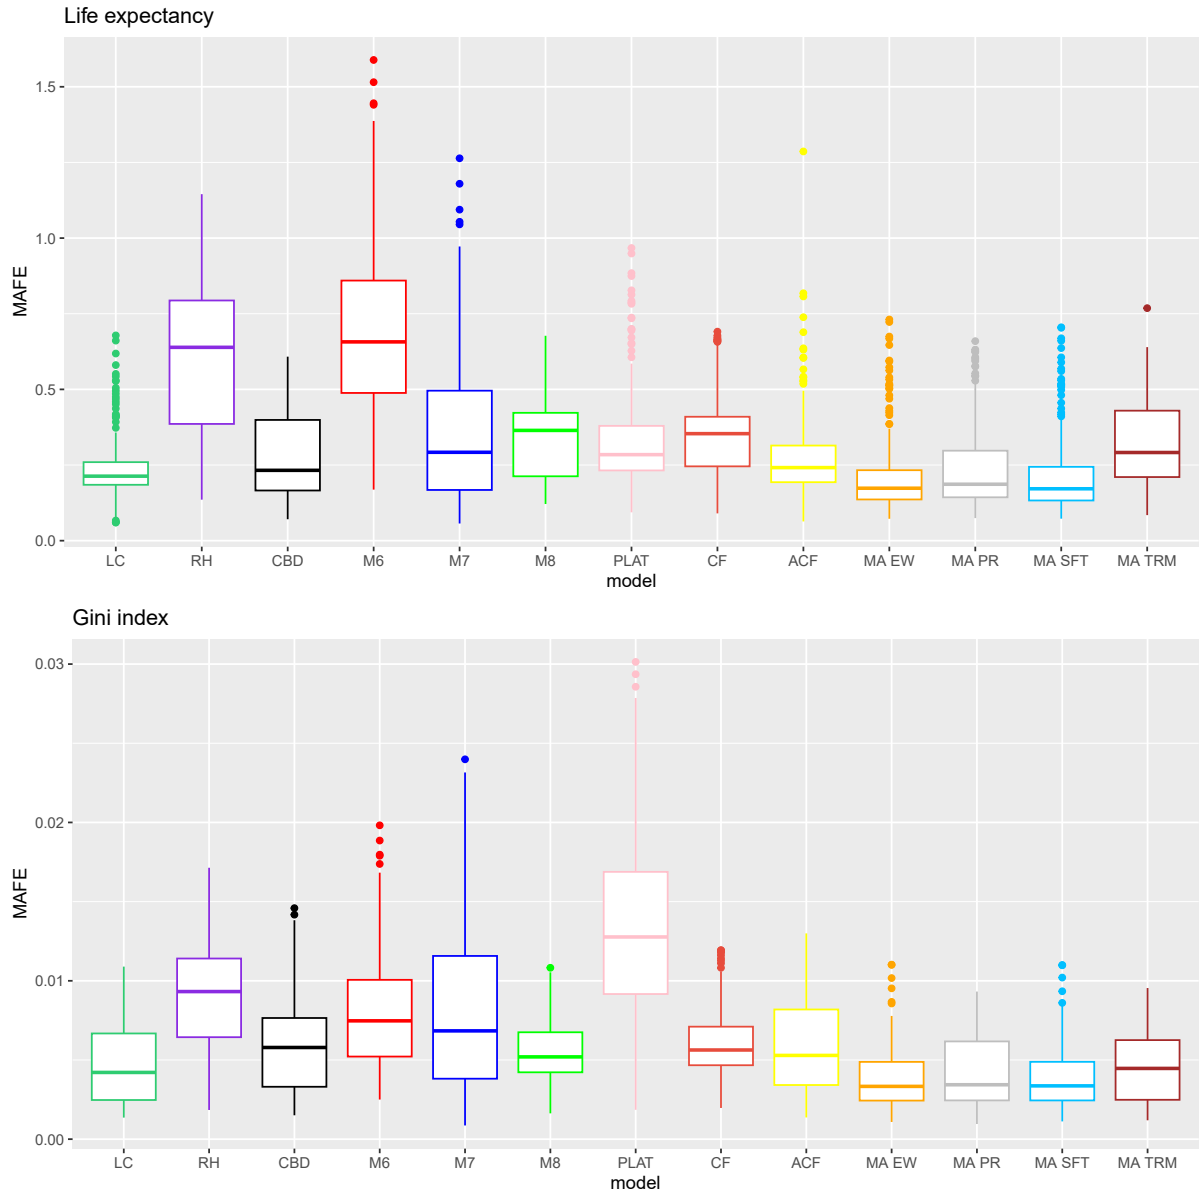 Life expectancy
1.5
1.0
0.5
0.0
MAFE
LC RH CBD M6 M7 M8 PLAT CF ACF MA EW MA PR MA SFT MA TRM
model
Gini index
0.03
0.02
0.01
0.00
MAFE
LC RH CBD M6 M7 M8 PLAT CF ACF MA EW MA PR MA SFT MA TRM
model